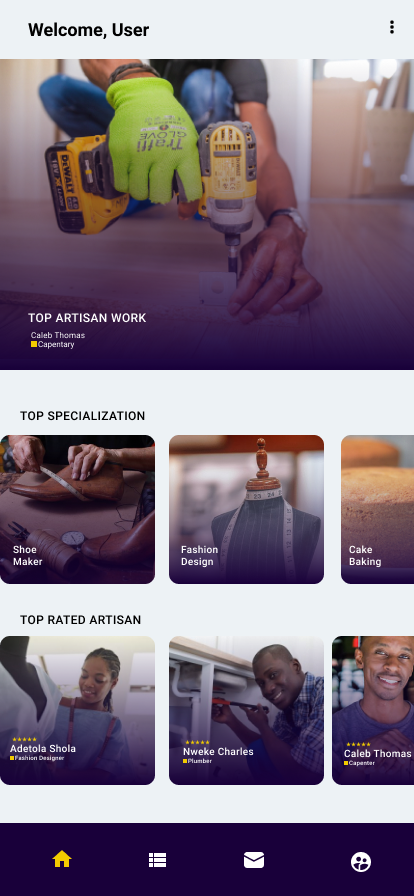 Welcome, User
DEWALT
Traffi
GLOVE
TOP ARTISAN WORK
Caleb Thomas
Capentary
TOP SPECIALIZATION
Shoe
Maker
Fashion
Design
Cake
Baking
TOP RATED ARTISAN
Adetola Shola
Fashion Designer
Nweke Charles
Plumber
Caleb Thomas
Capenter